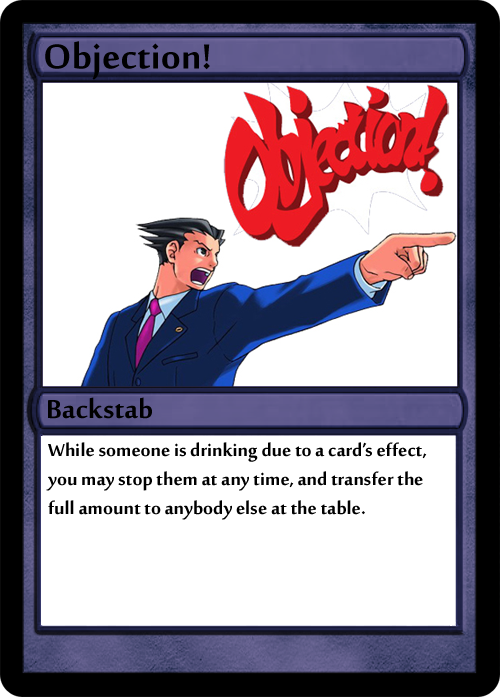 Objection!
Objection!
Backstab
While someone is drinking due to a card's effect,
you may stop them at any time, and transfer the
full amount to anybody else at the table.